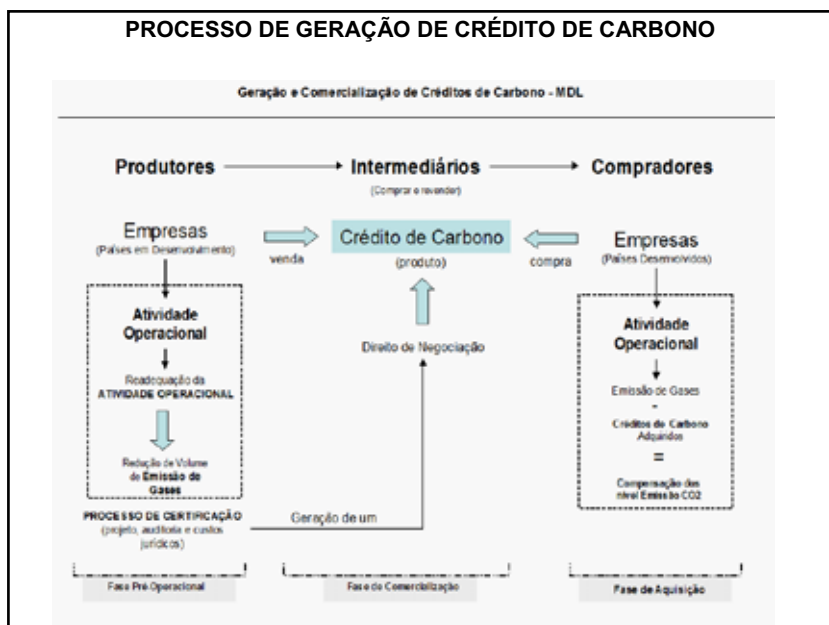 PROCESSO DE GERAÇÃO DE CRÉDITO DE CARBONO
Geração e Comercialização de Créditos de Carbono - MDL
Produtores
Intermediários
Compradores
(Comprar e revender)
Empresas
(Países em Desenvolvimento)
venda
Crédito de Carbono
(produto)
compra
Empresas
(Países Desenvolvidos)
Atividade
Operacional
Readequação da
ATIVIDADE OPERACIONAL
Redução de Volume
de Emissão de
Gases
PROCESSO DE CERTIFICAÇÃO
(projeto, auditoria e custos
jurídicos)
Geração de um
Direito de Negociação
Atividade
Operacional
Emissão de Gases
-
Créditos de Carbono
Adquiridos
=
Compensação dos
nível Emissão CO2
Fase Pré-Operacional
Fase de Comercialização
Fase de Aquisição